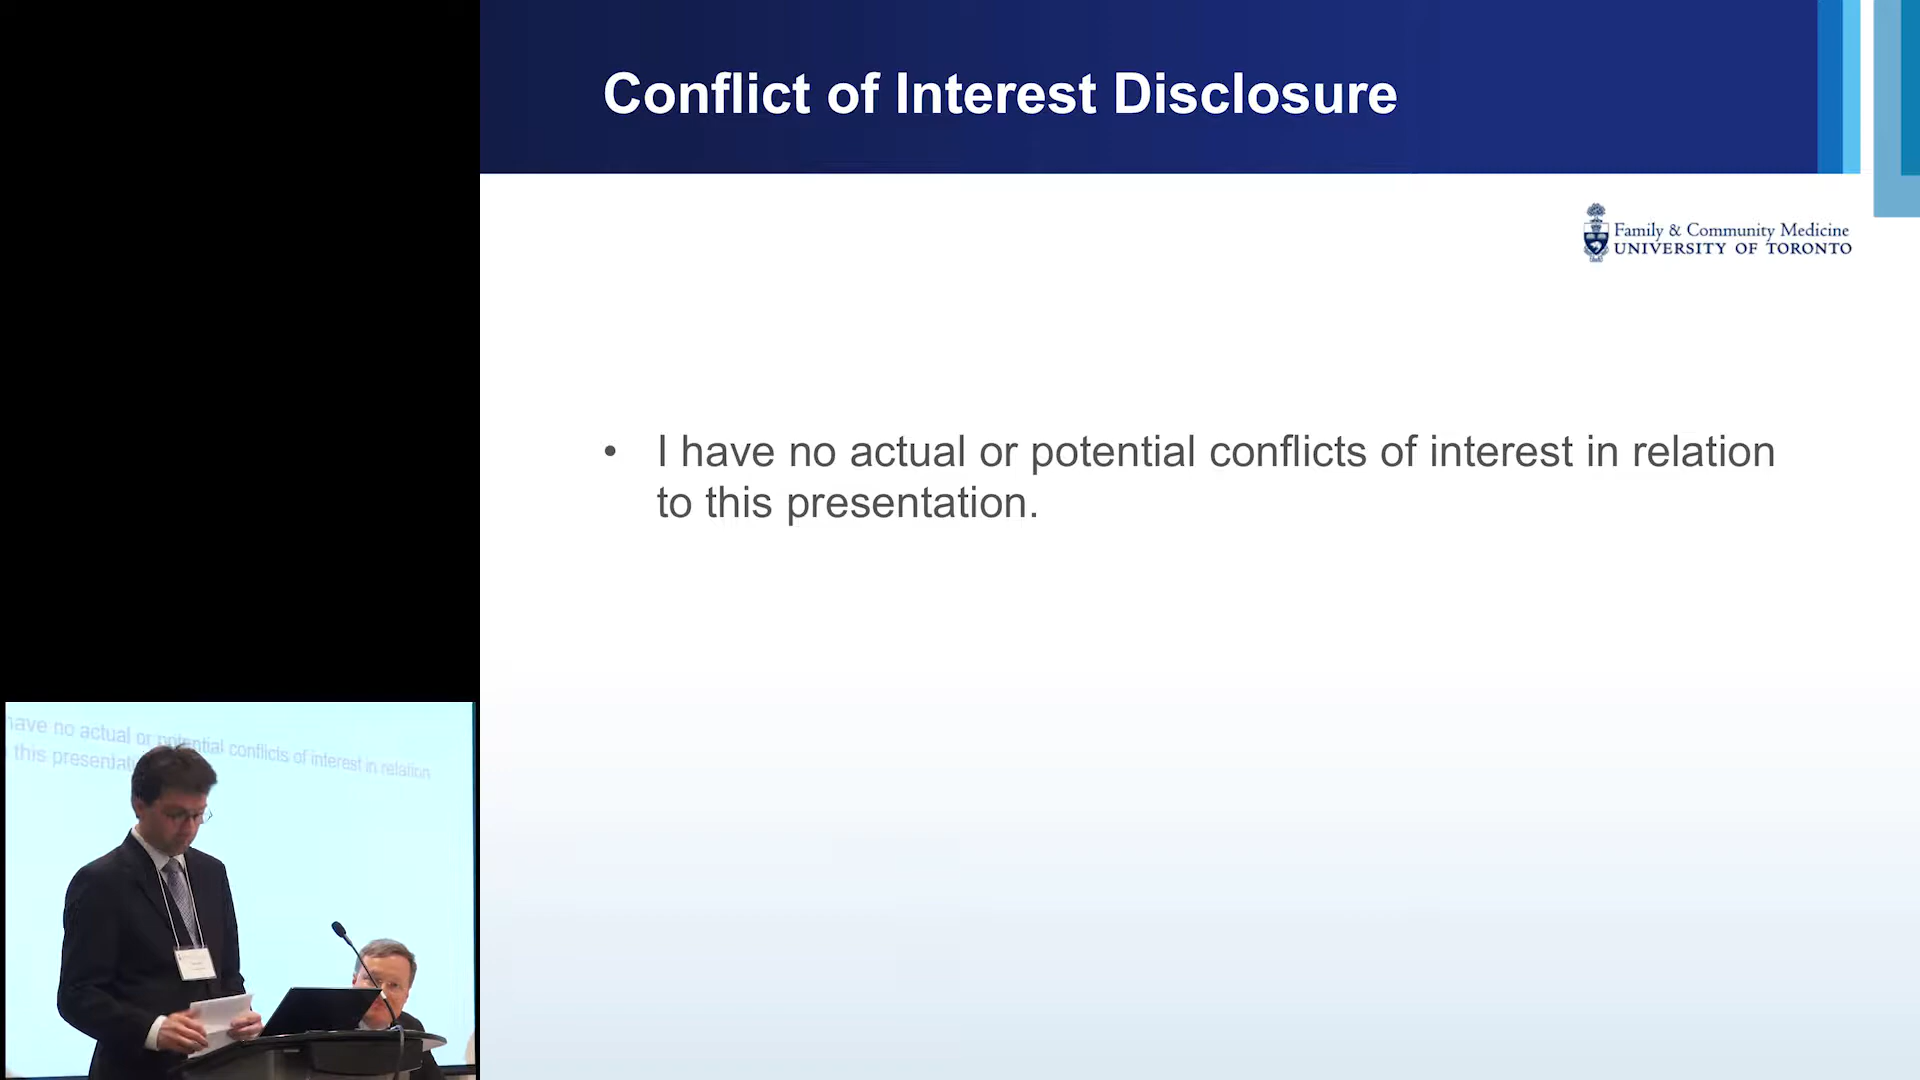 Conflict of Interest Disclosure
Family & Community Medicine
UNIVERSITY OF TORONTO
• I have no actual or potential conflicts of interest in relation
to this presentation.
have no actual or potential conflicts of interest in relation
this presentati